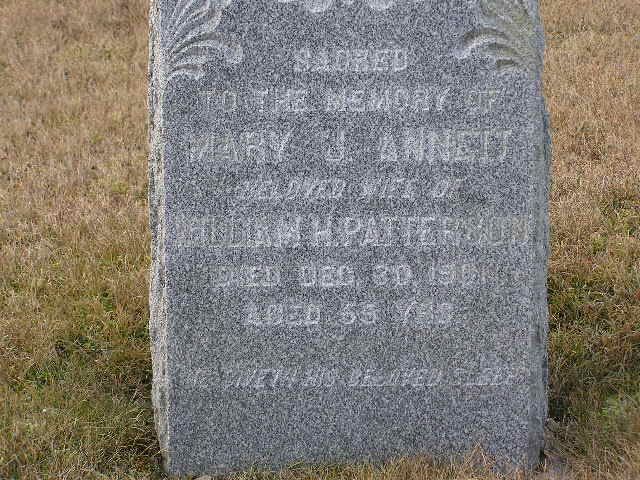 SACRED
TO THE MEMORY OF
MARY J. ANNETT
BELOVED WIFE OF
WILLIAM H. PATTERSON
DIED DEC. 30,
AGED 55 YRS.
HE GIVETH HIS BELOVED SLEEP